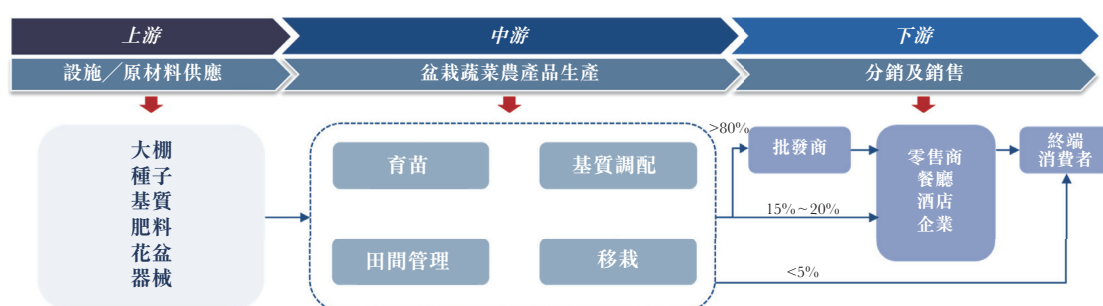 上游
中游
下游
設施／原材料供應
盆栽蔬菜農產品生產
分銷及銷售
大棚
種子
基質
肥料
花盆
器械
育苗
基質調配
田間管理
移栽
>80%
15%~20%
<5%
批發商
零售商
餐廳
酒店
企業
終端
消費者